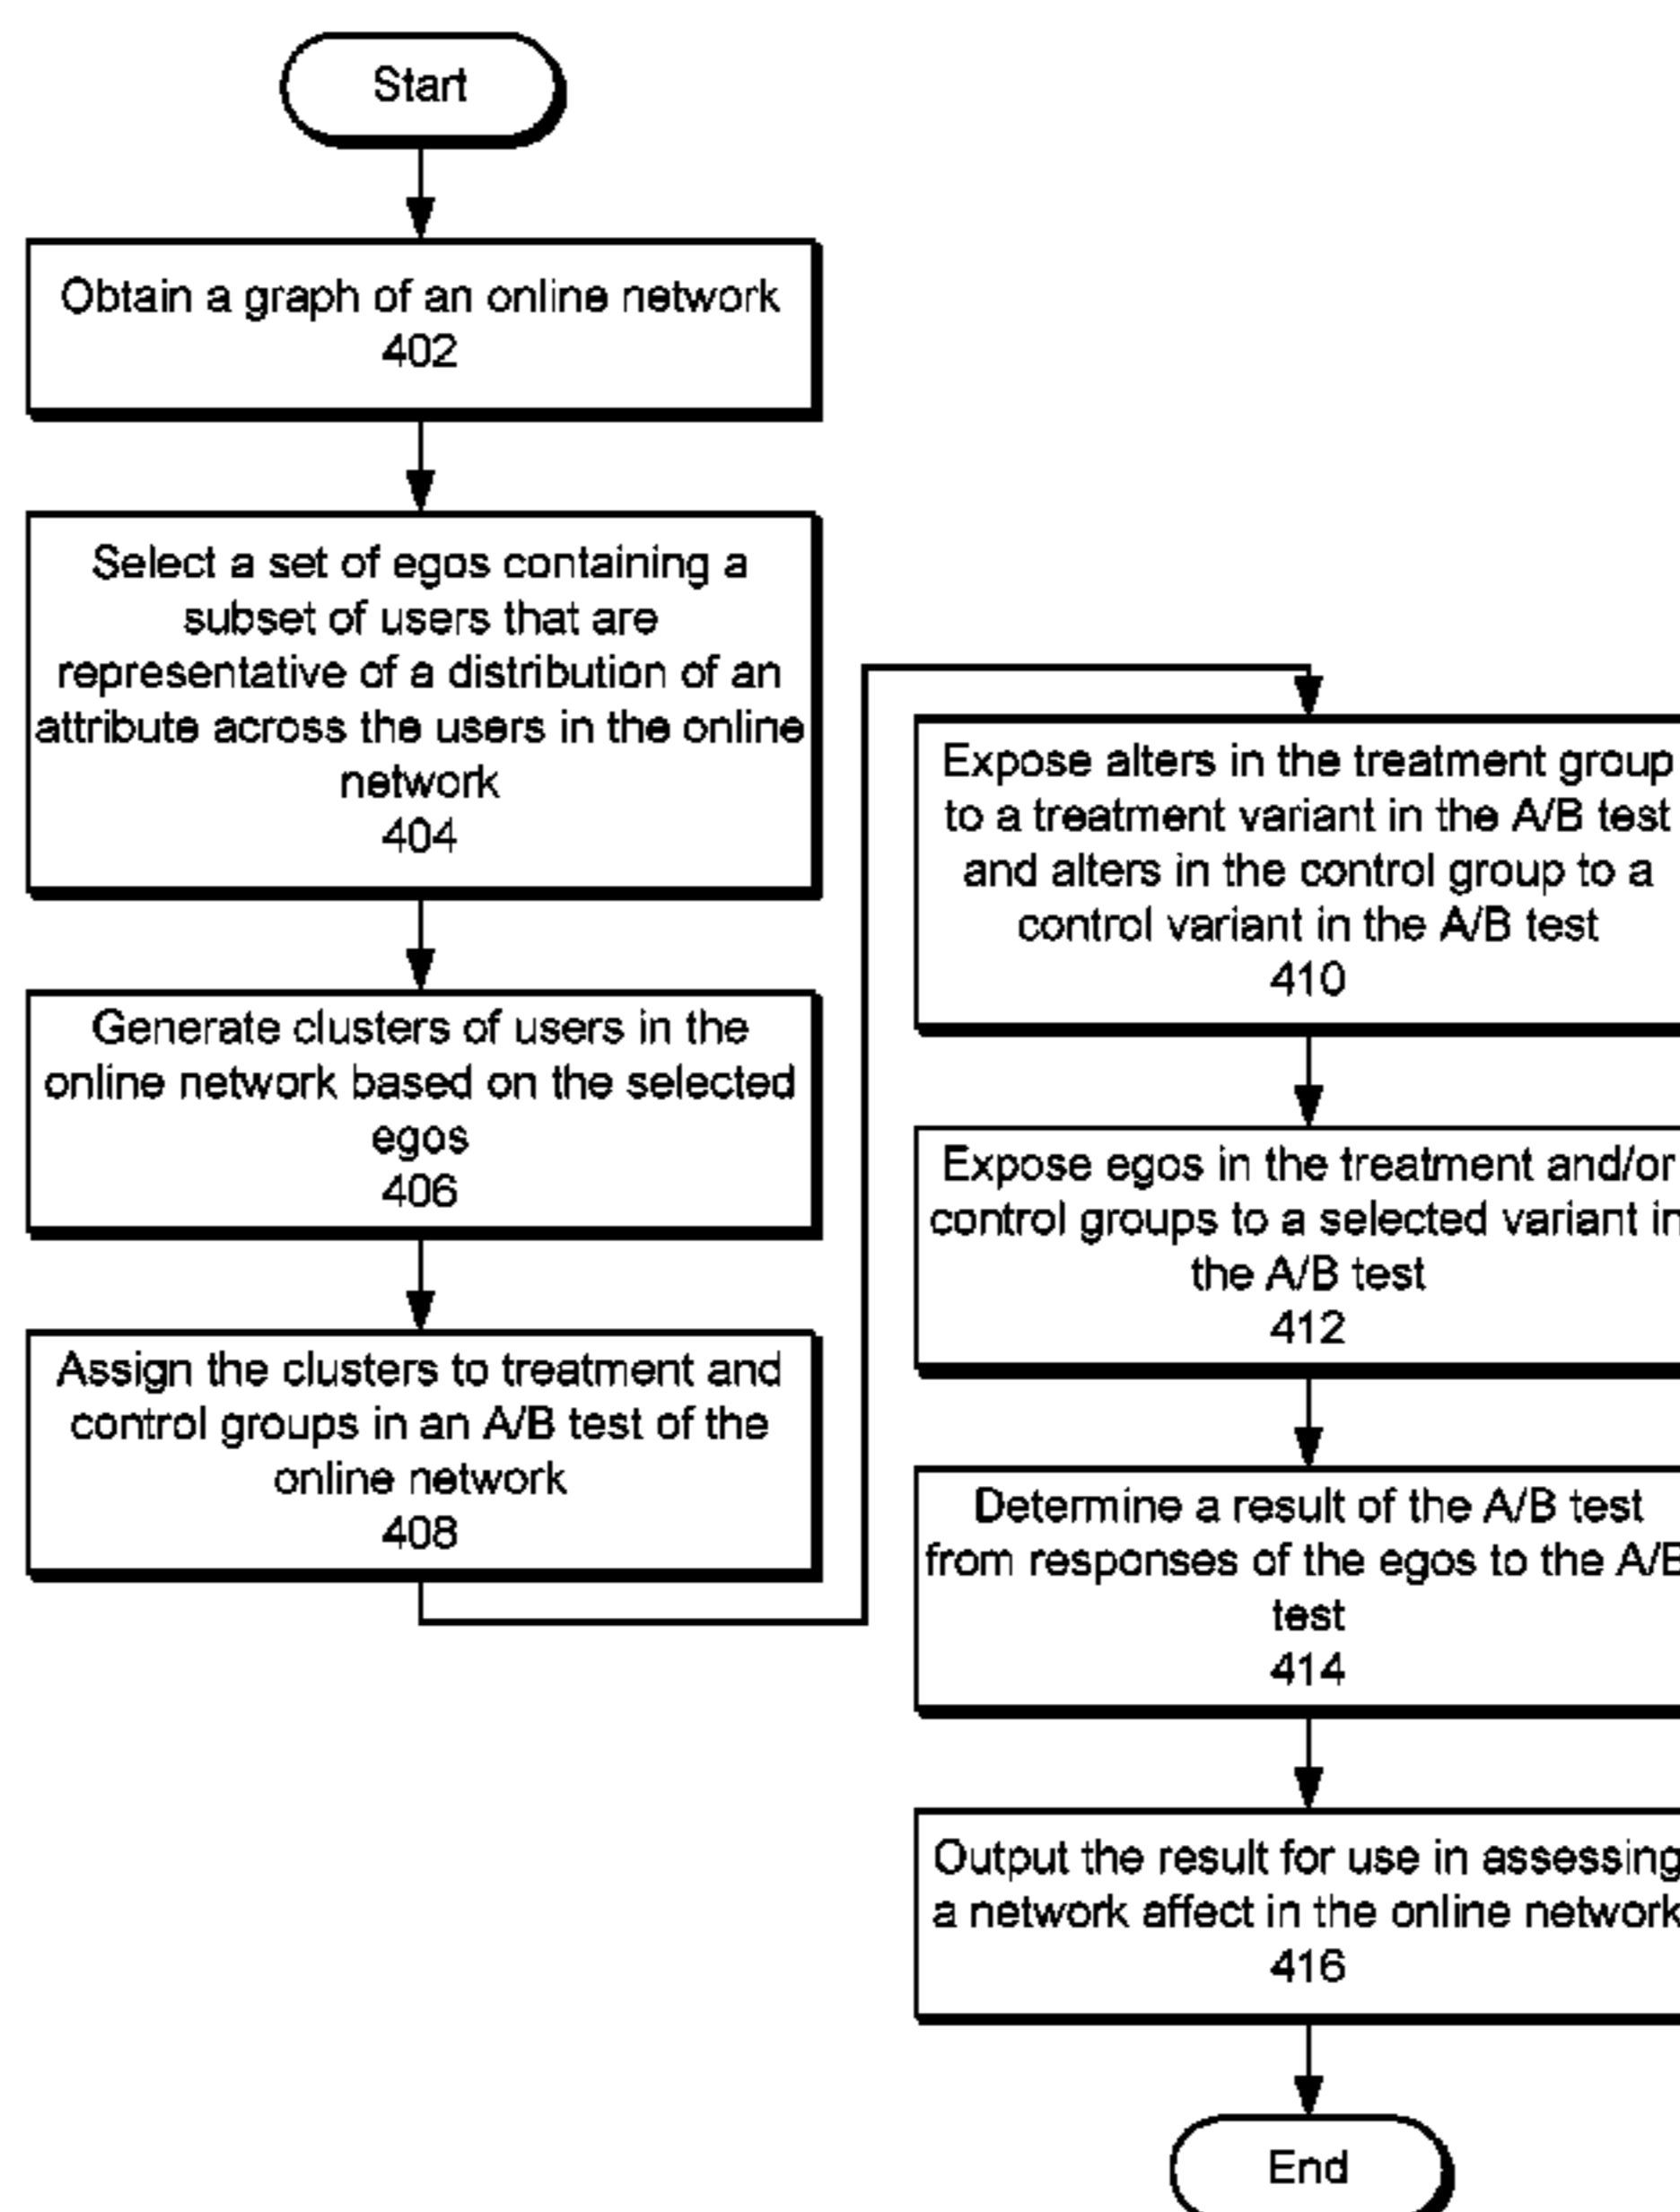 Start
Obtain a graph of an online network
402
Select a set of egos containing a
subset of users that are
representative of a distribution of an
attribute across the users in the online
network
404
Generate clusters of users in the
online network based on the selected
egos
406
Assign the clusters to treatment and
control groups in an A/B test of the
online network
408
Expose alters in the treatment group
to a treatment variant in the A/B test
and alters in the control group to a
control variant in the A/B test
410
Expose egos in the treatment and/or
control groups to a selected variant in
the A/B test
412
Determine a result of the A/B test
from responses of the egos to the A/B
test
414
Output the result for use in assessing
a network affect in the online network
416
End